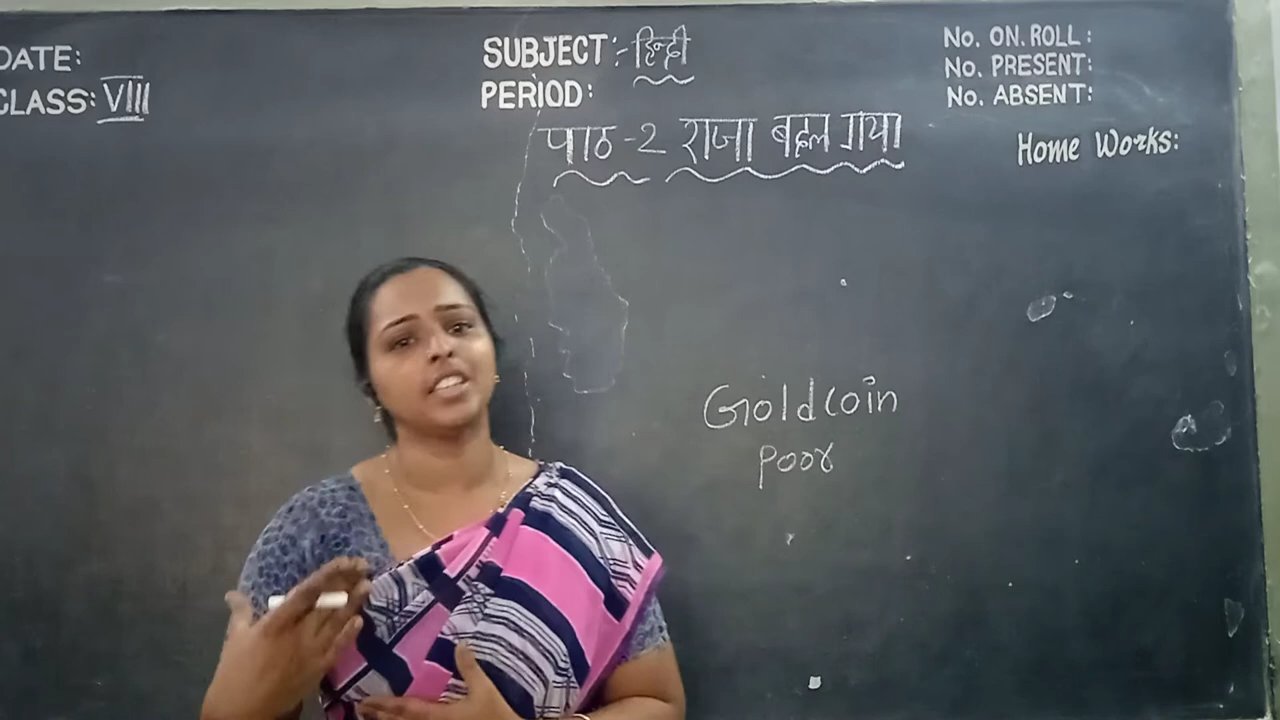 DATE:
CLASS: VIII
SUBJECT :- हिन्दी
PERIOD:
No. ON. ROLL :
No. PRESENT:
No. ABSENT:
Home Works:
पाठ -2 राजा बदल गया
Goldcoin
poor